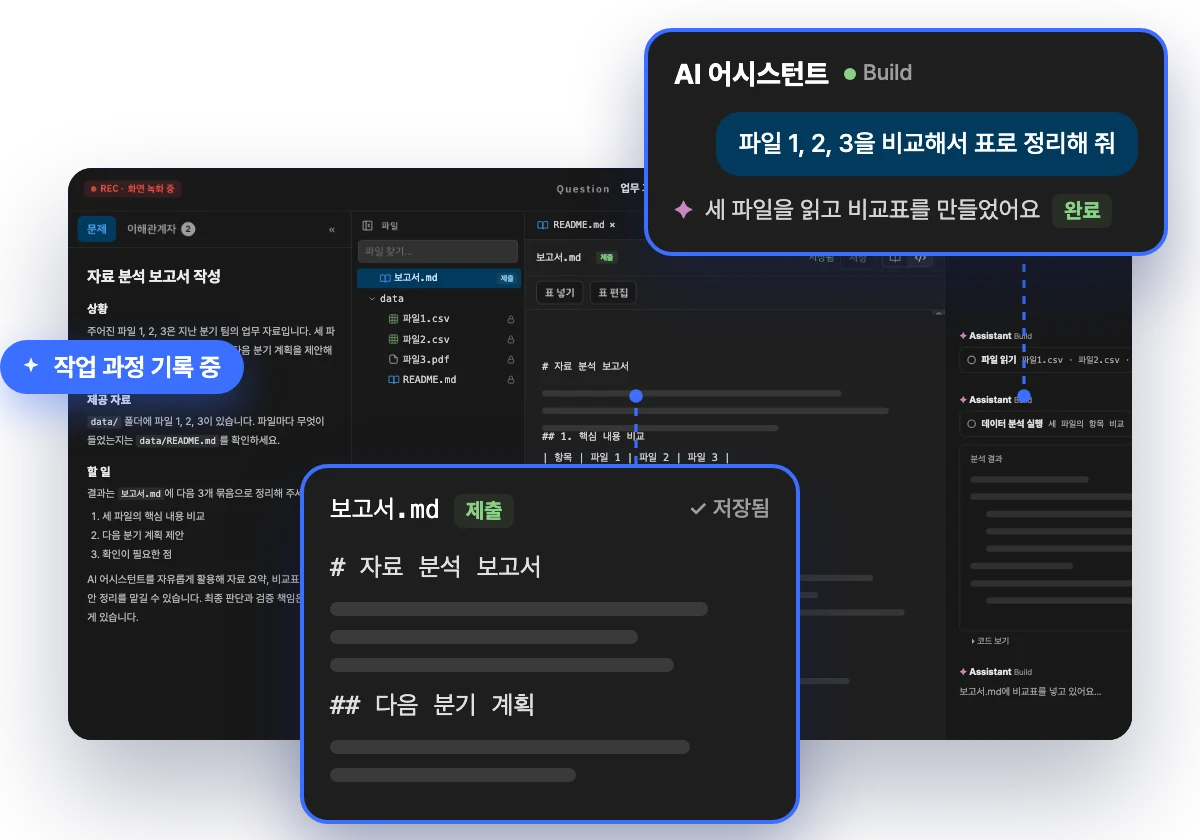 AI 어시스턴트 Build
파일 1, 2, 3을 비교해서 표로 정리해 줘
세 파일을 읽고 비교표를 만들었어요 완료
REC · 화면 녹화 중
Question 업무
문제 이해관계자 2 «
자료 분석 보고서 작성
상황
주어진 파일 1, 2, 3은 지난 분기 팀의 업무 자료입니다. 세 파
다음 분기 계획을 제안해
작업 과정 기록 중
제공 자료
data/ 폴더에 파일 1, 2, 3이 있습니다. 파일마다 무엇이
들었는지는 data/README.md 를 확인하세요.
할 일
결과는 보고서.md 에 다음 3개 묶음으로 정리해 주세
1. 세 파일의 핵심 내용 비교
2. 다음 분기 계획 제안
3. 확인이 필요한 점
AI 어시스턴트를 자유롭게 활용해 자료 요약, 비교표
안 정리를 맡길 수 있습니다. 최종 판단과 검증 책임은
게 있습니다.
파일
파일 찾기...
보고서.md 제출
data
파일1.csv
파일2.csv
파일3.pdf
README.md
README.md ×
보고서.md 제출
저장됨 저장 </>
표 넣기 표 편집
# 자료 분석 보고서
## 1. 핵심 내용 비교
| 항목 | 파일 1 | 파일 2 | 파일 3 |
보고서.md 제출 저장됨
# 자료 분석 보고서
## 다음 분기 계획
Assistant Build
파일 읽기 파일1.csv · 파일2.csv ·
Assistant Build
데이터 분석 실행 세 파일의 항목 비교
분석 결과
코드 보기
Assistant Build
보고서.md에 비교표를 넣고 있어요...